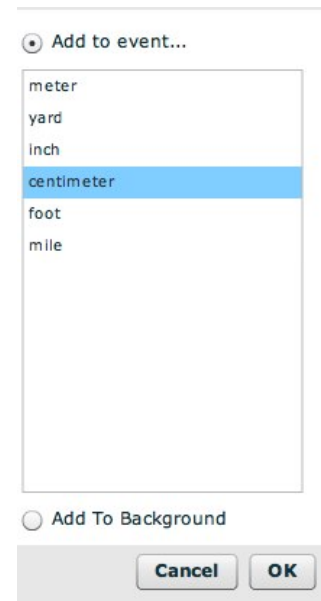 Add to event...
meter
yard
inch
centimeter
foot
mile
Add To Background
Cancel OK